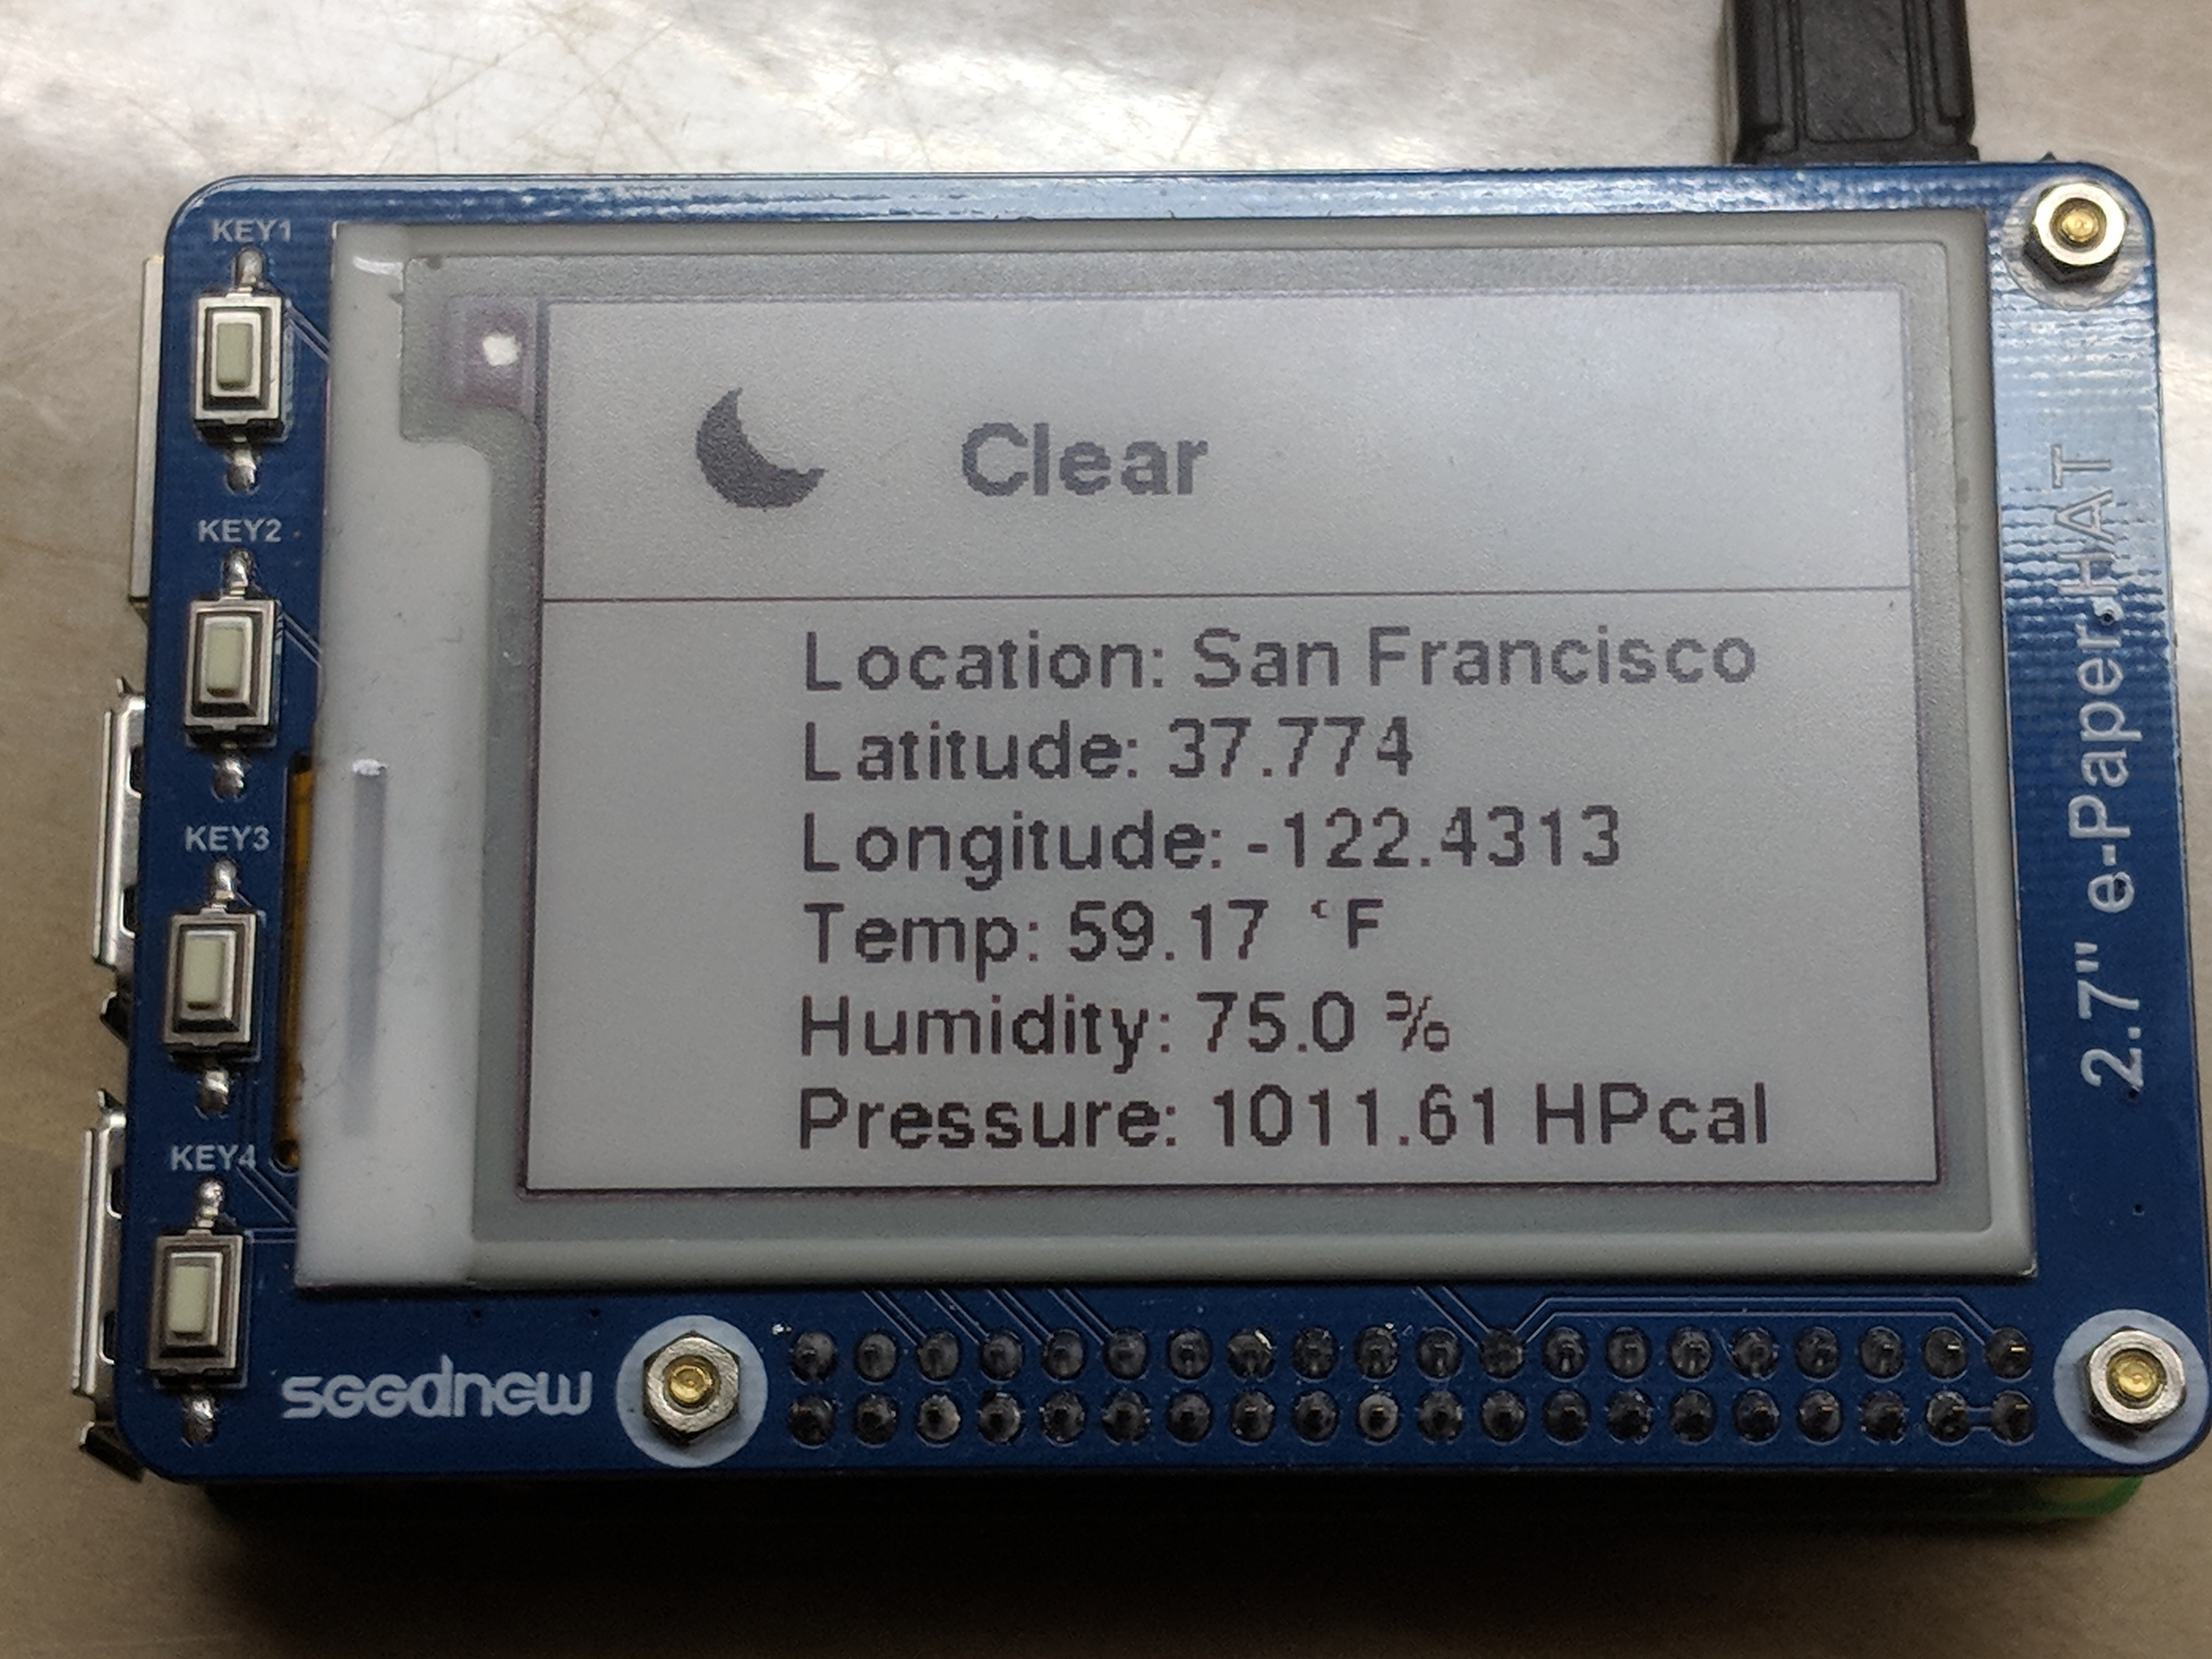 KEY1
KEY2
KEY3
KEY4
Clear
Location: San Francisco
Latitude: 37.774
Longitude: -122.4313
Temp: 59.17 °F
Humidity: 75.0 %
Pressure: 1011.61 HPcal
2.7" e-Paper HAT
seednew